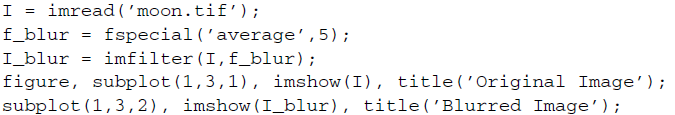 I = imread(’moon.tif’);
f_blur = fspecial(’average’,5);
I_blur = imfilter(I,f_blur);
figure, subplot(1,3,1), imshow(I), title(’Original Image’);
subplot(1,3,2), imshow(I_blur), title(’Blurred Image’);